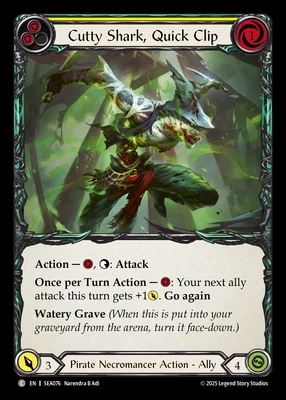 Cutty Shark, Quick Clip
Action — , : Attack
Once per Turn Action — : Your next ally
attack this turn gets +1 . Go again
Watery Grave (When this is put into your
graveyard from the arena, turn it face-down.)
3 Pirate Necromancer Action - Ally 4
C EN | SEA076 Narendra B Adi © 2025 Legend Story Studios